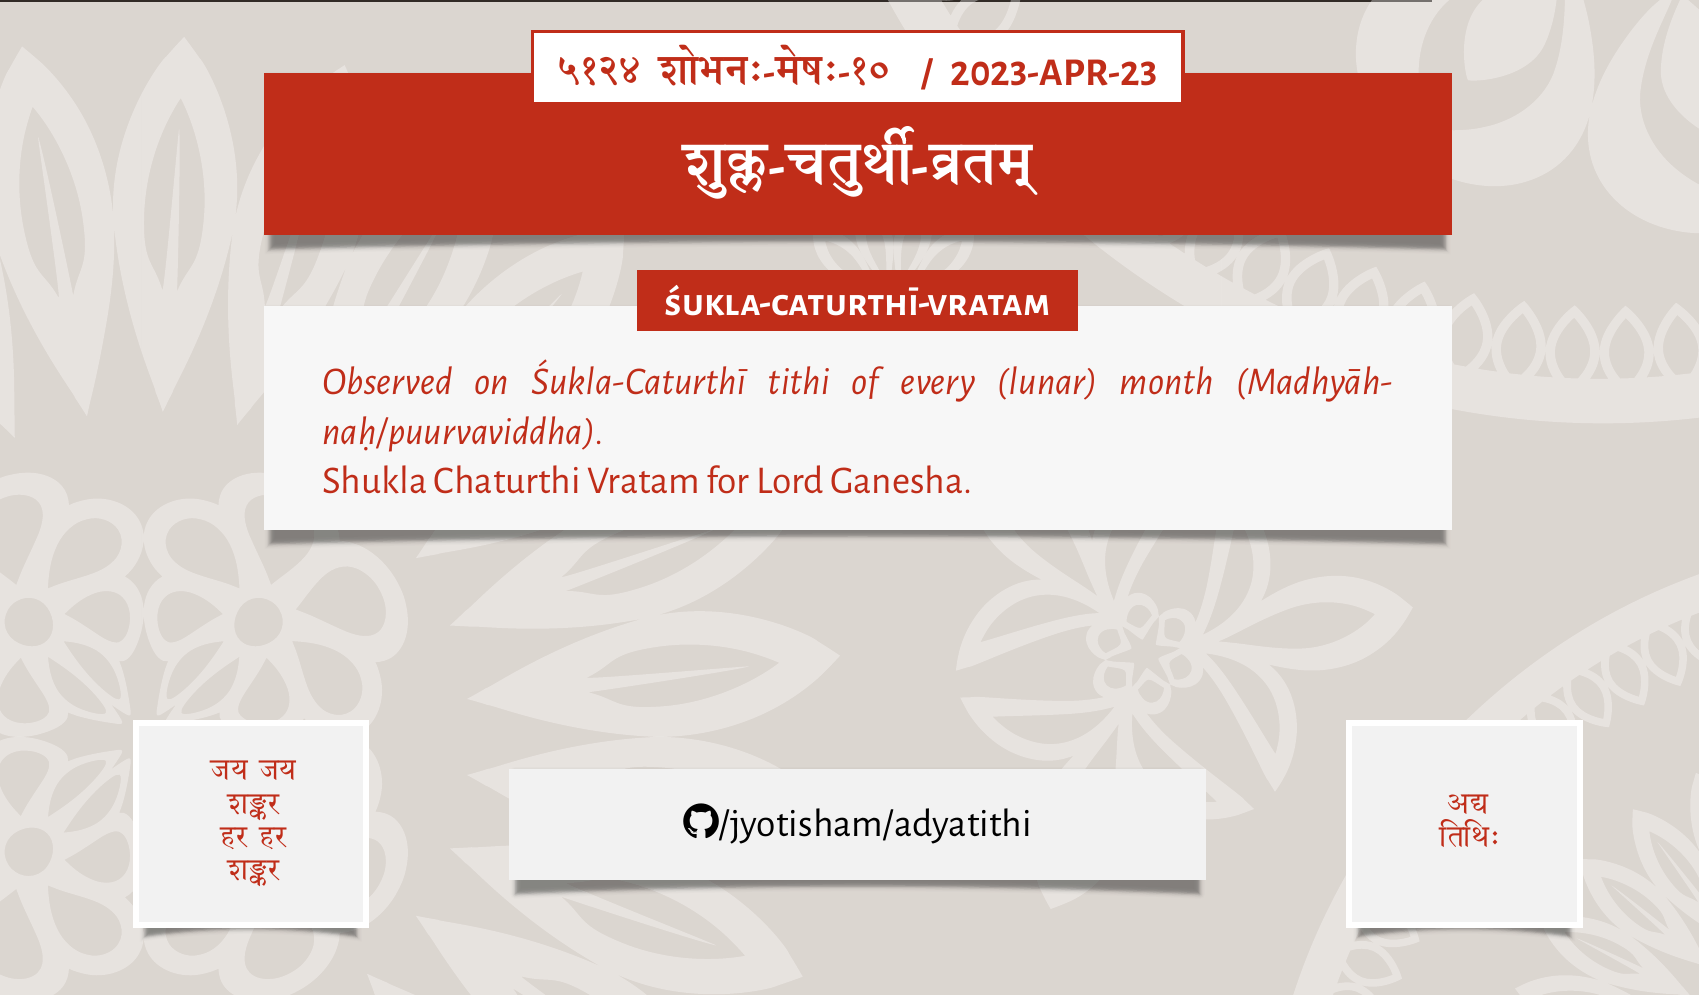 ५१२४ शोभनः-मेषः-१० / 2023-APR-23
शुक्ल-चतुर्थी-व्रतम्
ŚUKLA-CATURTHĪ-VRATAM
Observed on Śukla-Caturthī tithi of every (lunar) month (Madhyāh-
naḥ/puurvaviddha).
Shukla Chaturthi Vratam for Lord Ganesha.
जय जय
शङ्कर
हर हर
शङ्कर
/jyotisham/adyatithi
अद्य
तिथिः